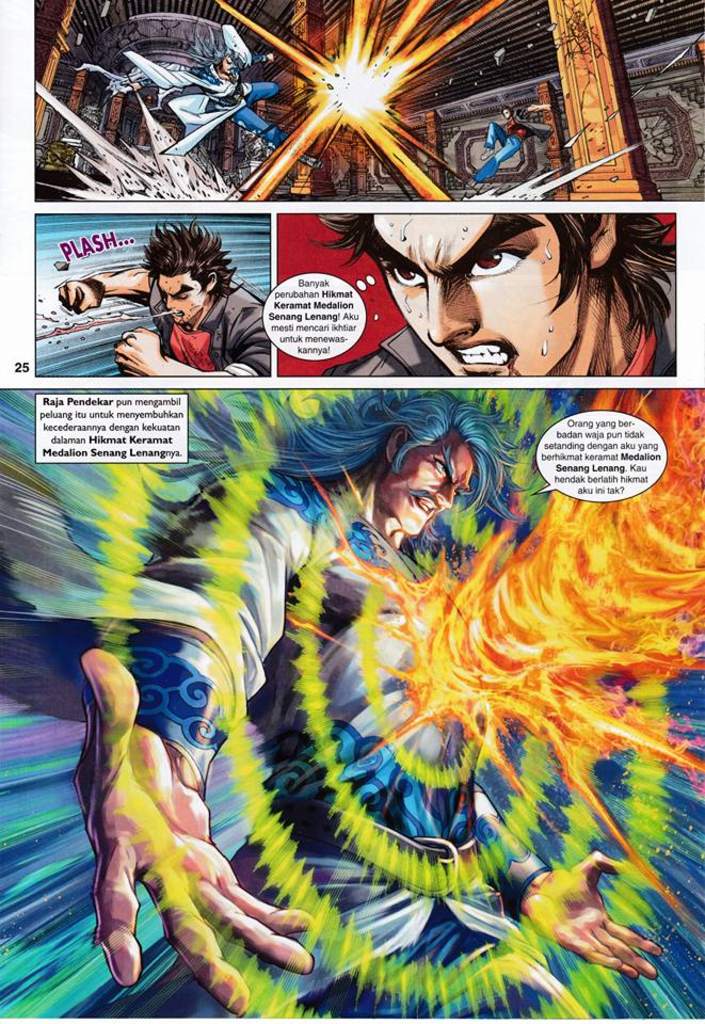 PLASH...
Banyak
perubahan Hikmat
Keramat Medalion
Senang Lenang! Aku
mesti mencari ikhtiar
untuk menewas-
kannya!
25
Raja Pendekar pun mengambil
peluang itu untuk menyembuhkan
kecederaannya dengan kekuatan
dalaman Hikmat Keramat
Medalion Senang Lenangnya.
Orang yang ber-
badan waja pun tidak
setanding dengan aku yang
berhikmat keramat Medalion
Senang Lenang. Kau
hendak berlatih hikmat
aku ini tak?